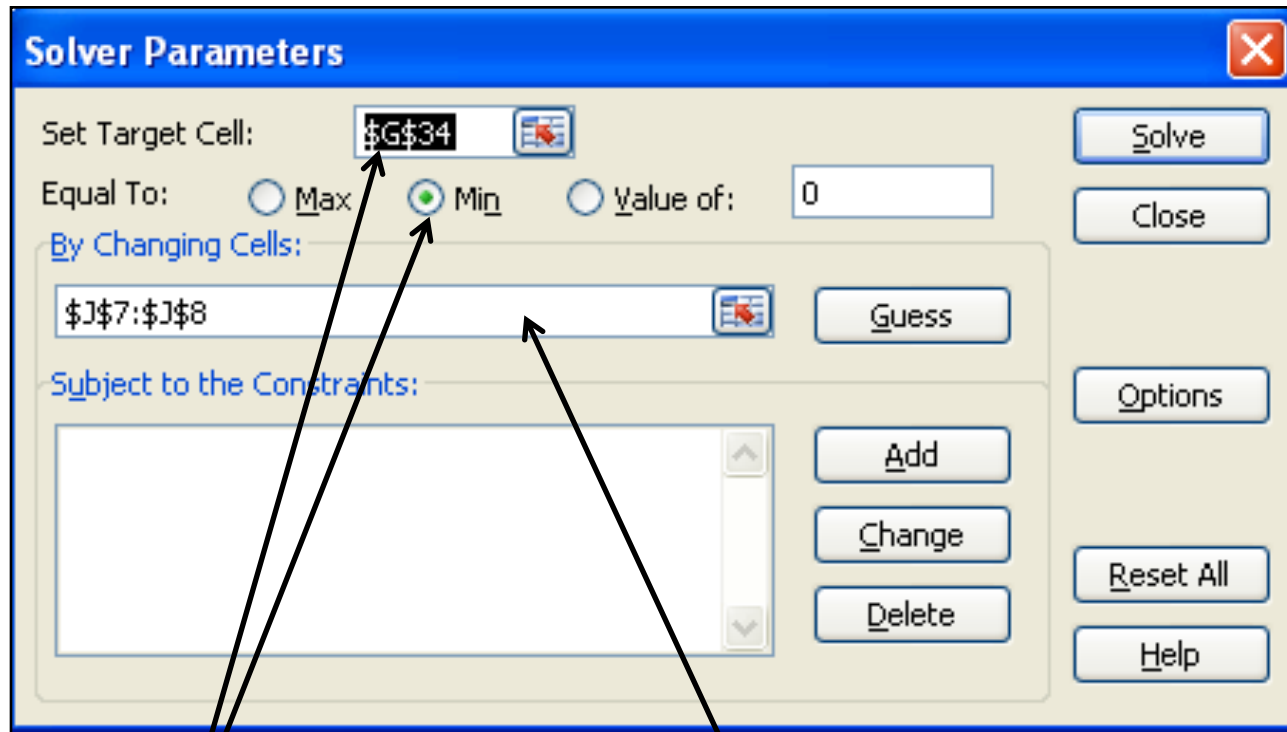 Solver Parameters
Set Target Cell: $G$34
Solve
Equal To: Max Min Value of: 0
Close
By Changing Cells:
$J$7:$J$8
Guess
Subject to the Constraints:
Options
Add
Change
Reset All
Delete
Help